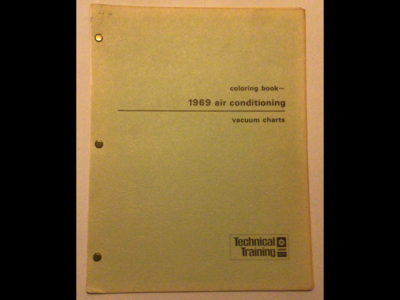 coloring book—
1969 air conditioning
vacuum charts
Technical
Training